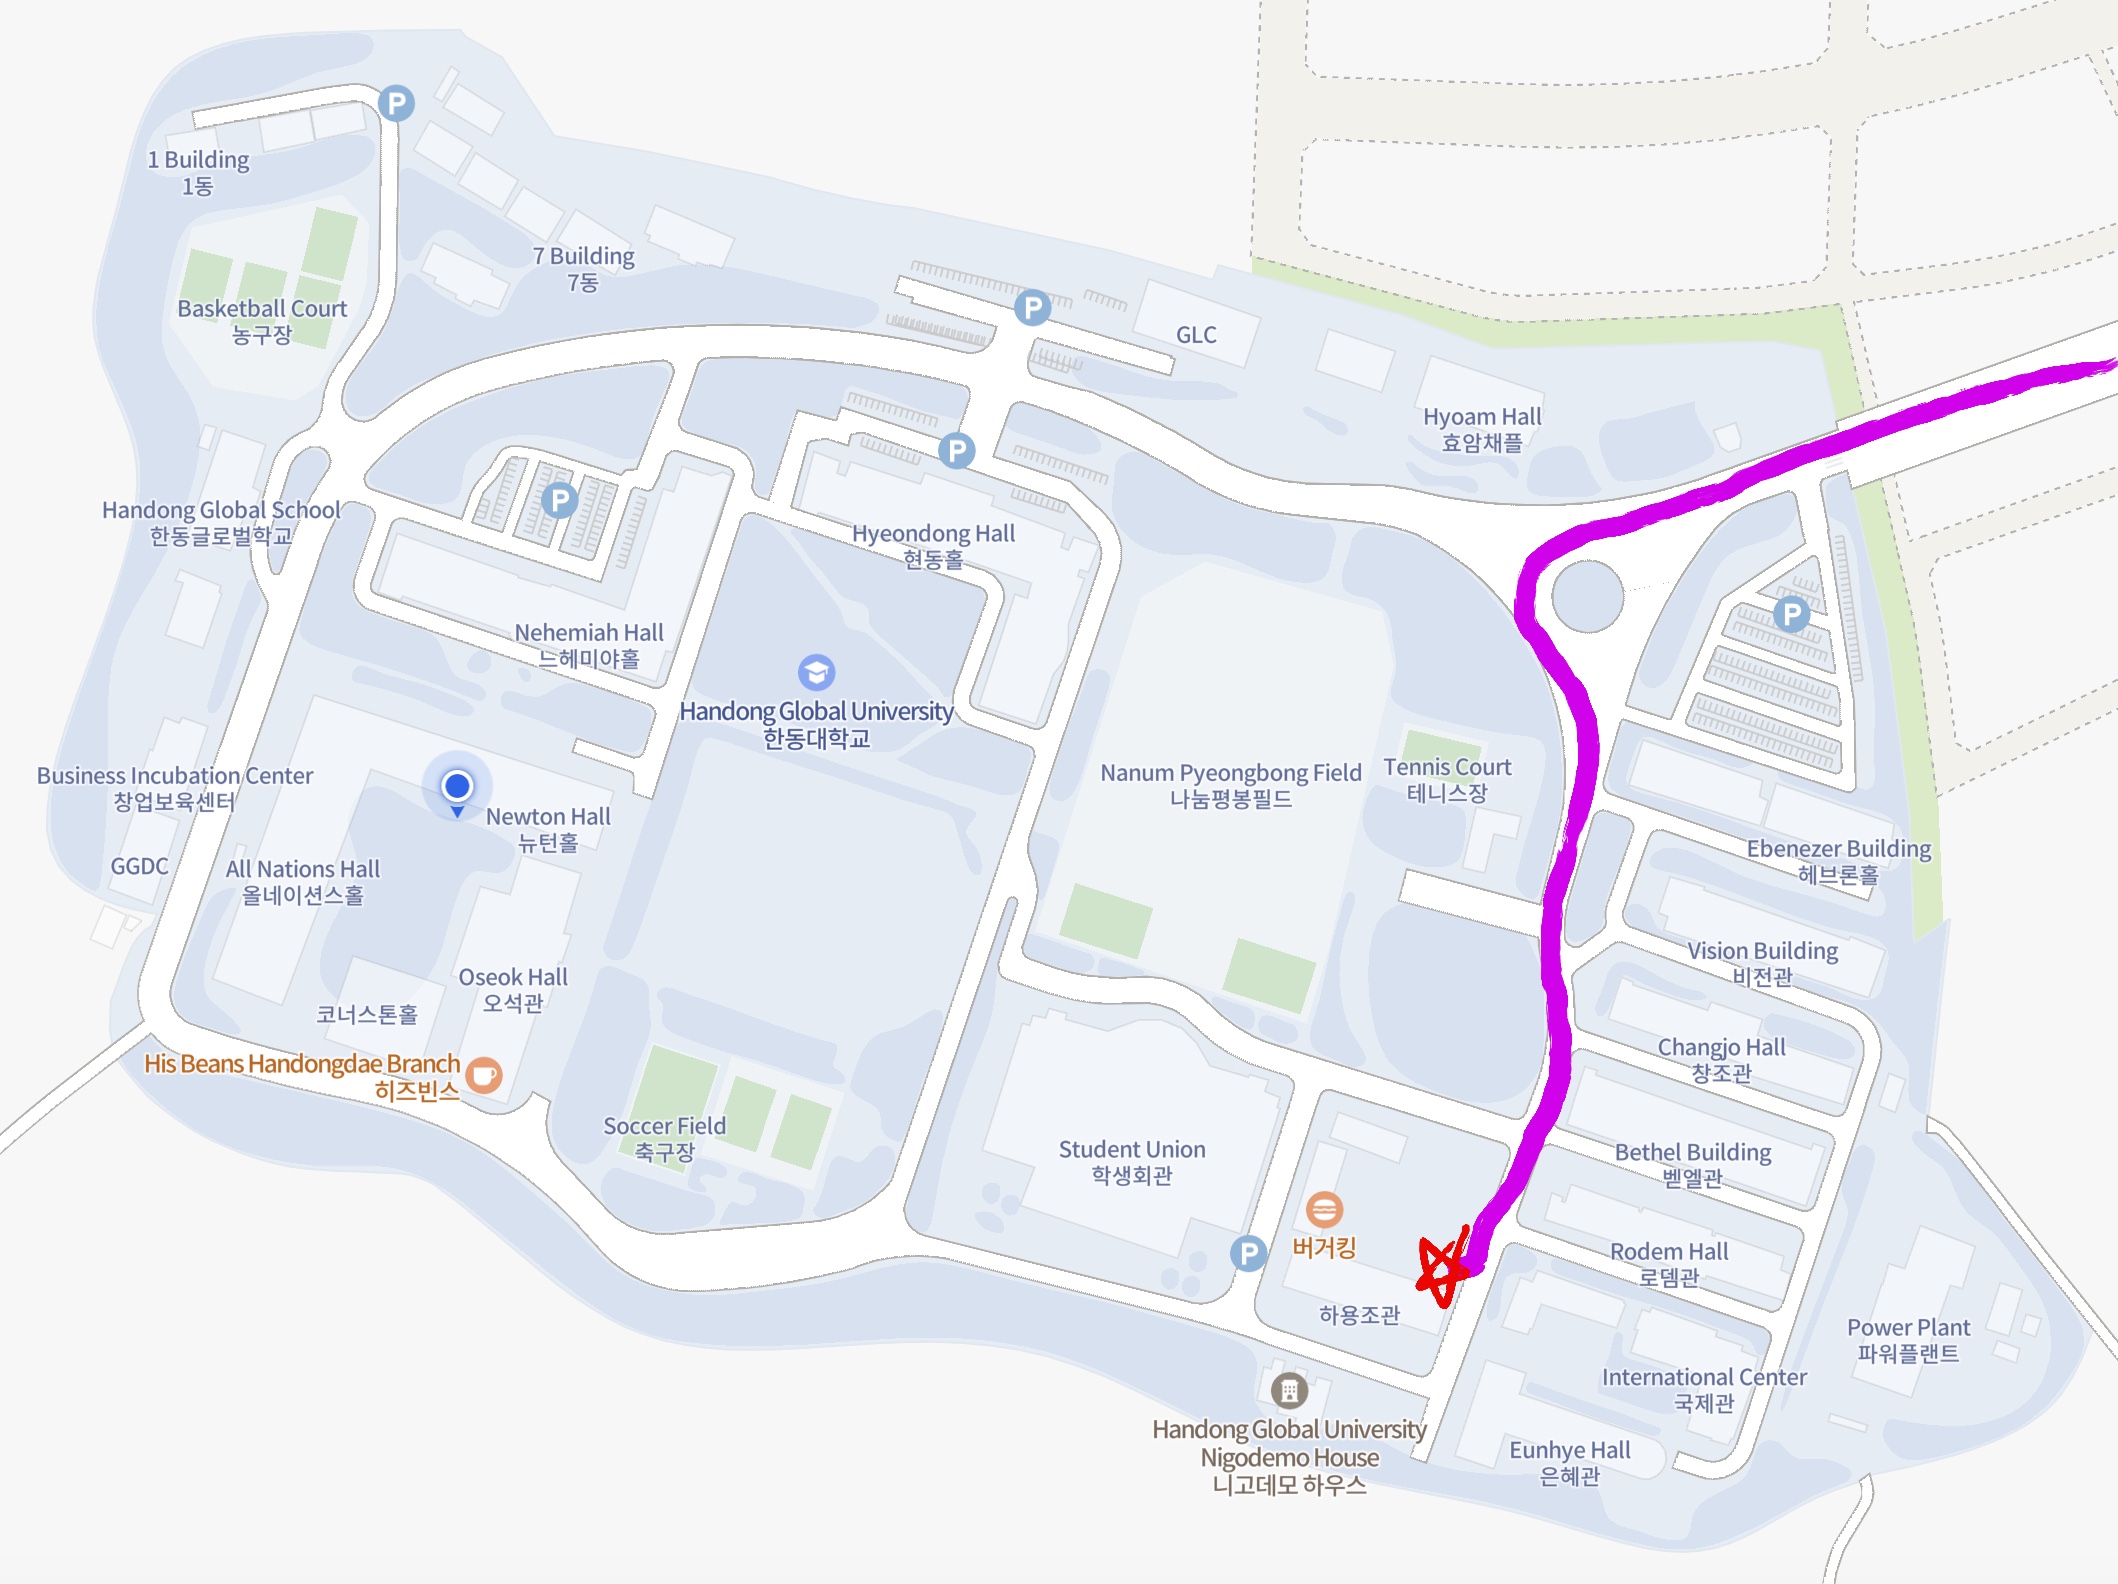 P
1 Building
1동
7 Building
7동
Basketball Court
농구장
P
GLC
Hyoam Hall
효암채플
P
Handong Global School
한동글로벌학교
P
Hyeondong Hall
현동홀
P
Nehemiah Hall
느헤미야홀
Handong Global University
한동대학교
Nanum Pyeongbong Field
나눔평봉필드
Tennis Court
테니스장
Business Incubation Center
창업보육센터
Newton Hall
뉴턴홀
GGDC
All Nations Hall
올네이션스홀
Ebenezer Building
헤브론홀
Vision Building
비전관
Oseok Hall
오석관
코너스톤홀
Changjo Hall
창조관
His Beans Handongdae Branch
히즈빈스
Soccer Field
축구장
Student Union
학생회관
Bethel Building
벧엘관
버거킹
P
Rodem Hall
로뎀관
하용조관
Power Plant
파워플랜트
International Center
국제관
Handong Global University
Nigodemo House
니고데모 하우스
Eunhye Hall
은혜관